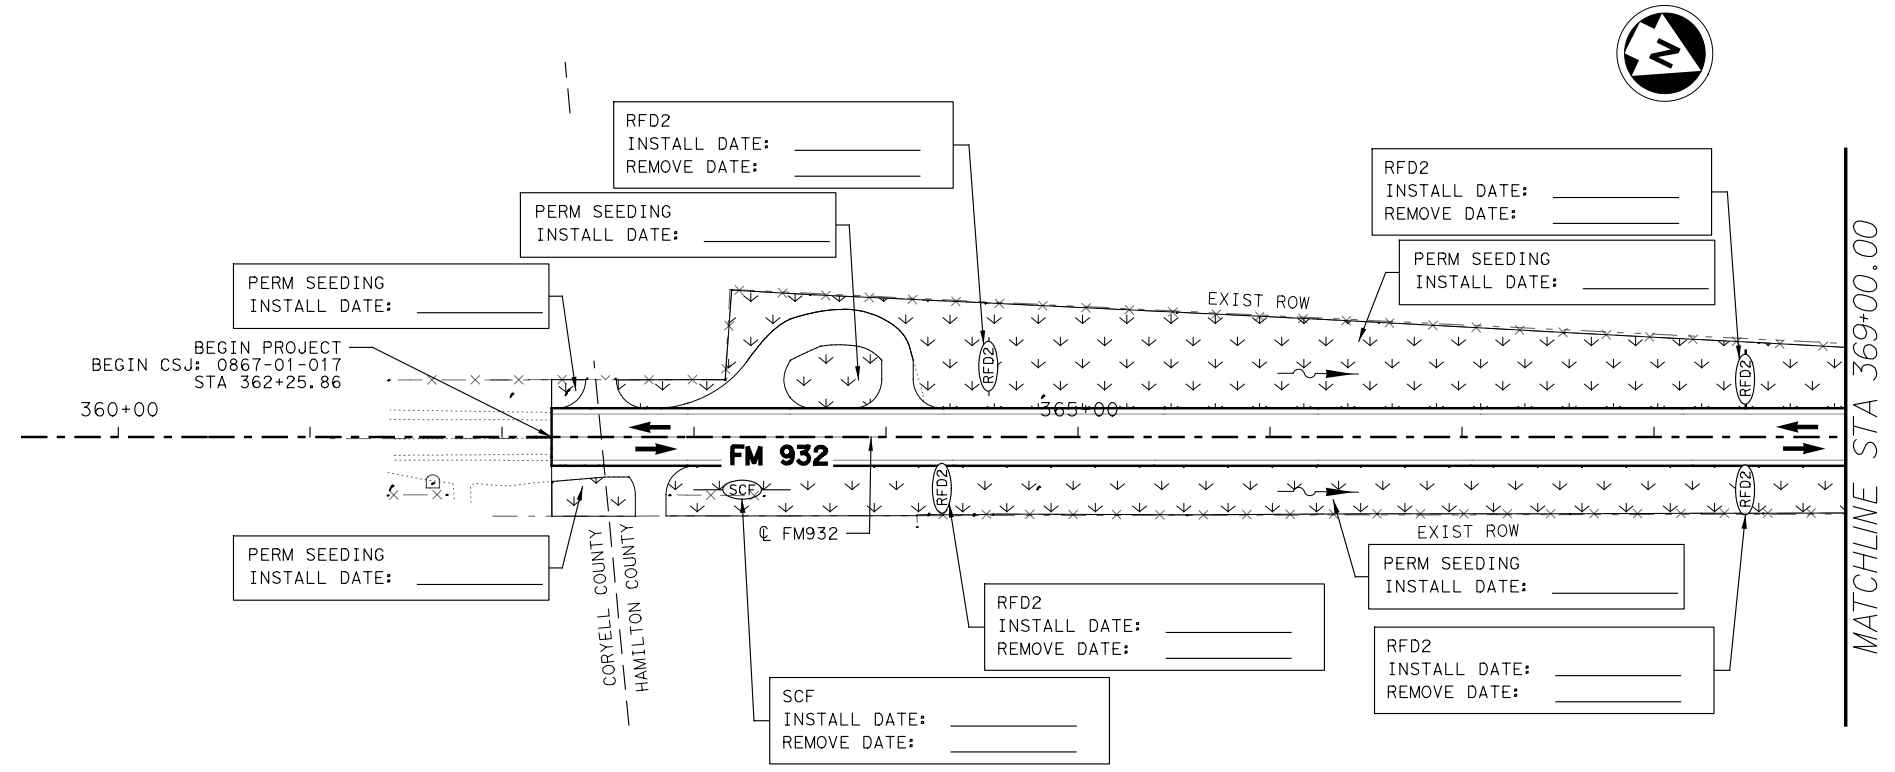 N
RFD2
INSTALL DATE:
REMOVE DATE:
RFD2
INSTALL DATE:
REMOVE DATE:
PERM SEEDING
INSTALL DATE:
PERM SEEDING
INSTALL DATE:
PERM SEEDING
INSTALL DATE:
EXIST ROW
BEGIN PROJECT
BEGIN CSJ: 0867-01-017
STA 362+25.86
RFD2
RFD2
360+00
365+00
FM 932
SCF
RFD2
RFD2
MATCHLINE STA 369+00.00
℄ FM932
EXIST ROW
PERM SEEDING
INSTALL DATE:
CORYELL COUNTY
HAMILTON COUNTY
PERM SEEDING
INSTALL DATE:
RFD2
INSTALL DATE:
REMOVE DATE:
RFD2
INSTALL DATE:
REMOVE DATE:
SCF
INSTALL DATE:
REMOVE DATE: